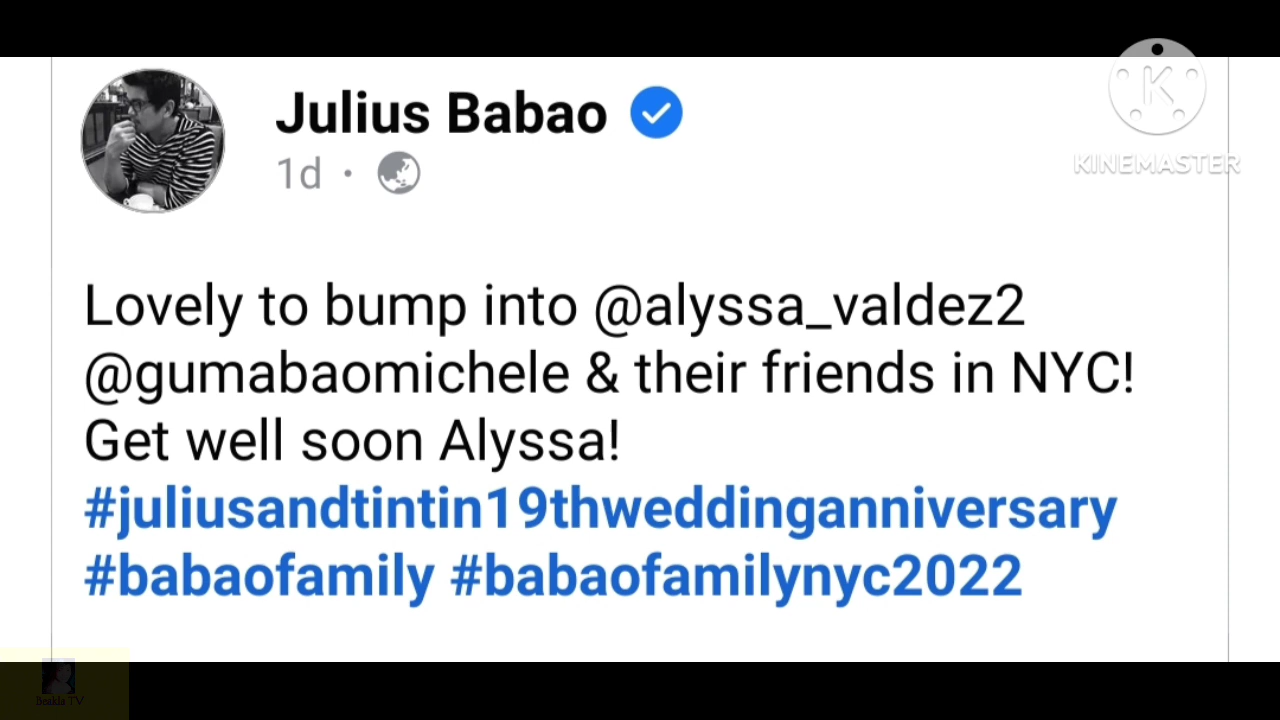 Julius Babao
1d ·
KINEMASTER
Lovely to bump into @alyssa_valdez2
@gumabaomichele & their friends in NYC!
Get well soon Alyssa!
#juliusandtintin19thweddinganniversary
#babaofamily #babaofamilynyc2022
TV